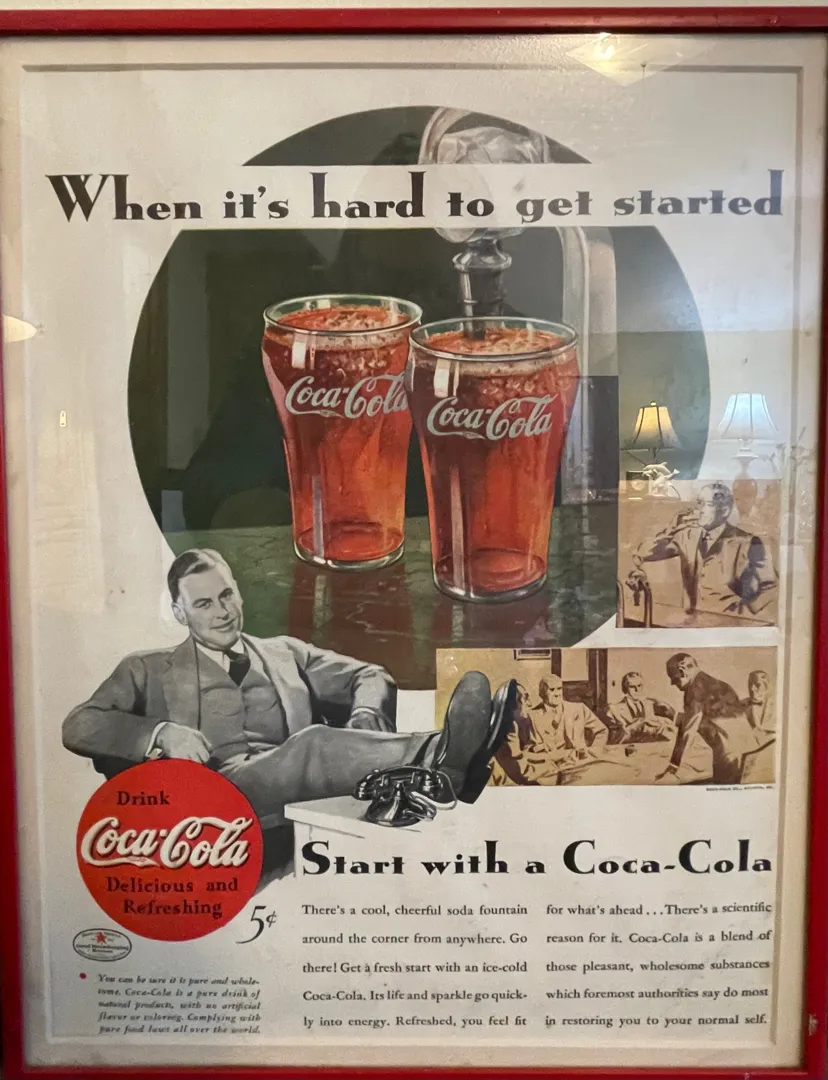 When it's hard to get started
Coca-Cola
Coca-Cola
Drink
Coca-Cola
Delicious and
Refreshing
5¢
Start with a Coca-Cola
There's a cool, cheerful soda fountain
around the corner from anywhere. Go
there! Get a fresh start with an ice-cold
Coca-Cola. Its life and sparkle go quick-
ly into energy. Refreshed, you feel fit
for what's ahead...There's a scientific
reason for it. Coca-Cola is a blend of
those pleasant, wholesome substances
which foremost authorities say do most
in restoring you to your normal self.
Good Housekeeping
You can be sure it is pure and whole-
some. Coca-Cola is a pure drink of
natural products, with no artificial
flavor or coloring. Complying with
pure food laws all over the world.